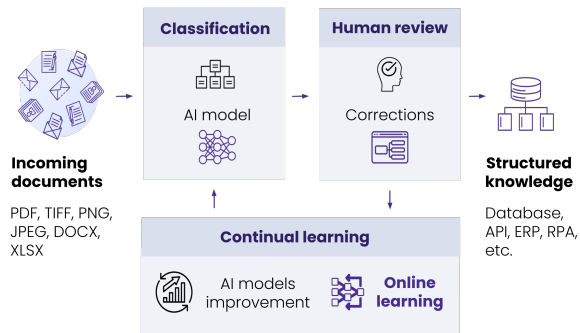 Classification
AI model
Human review
Corrections
Incoming
documents
PDF, TIFF, PNG,
JPEG, DOCX,
XLSX
Structured
knowledge
Database,
API, ERP, RPA,
etc.
Continual learning
AI models
improvement
Online
learning